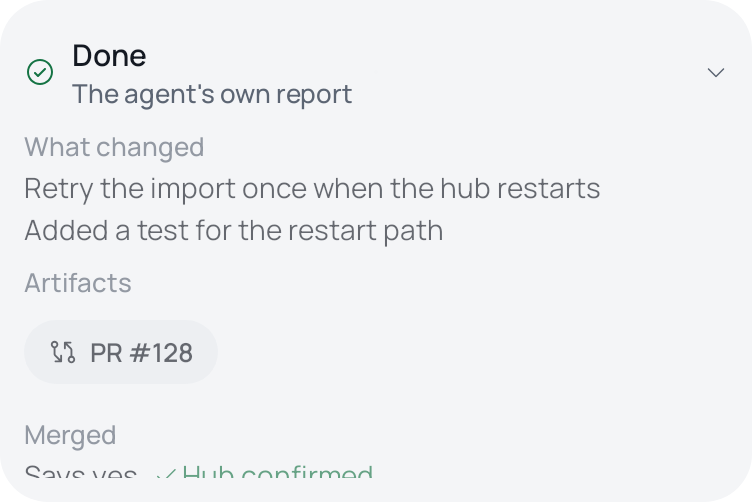 Done
The agent's own report
What changed
Retry the import once when the hub restarts
Added a test for the restart path
Artifacts
PR #128
Merged
Says yes ✓ Hub confirmed